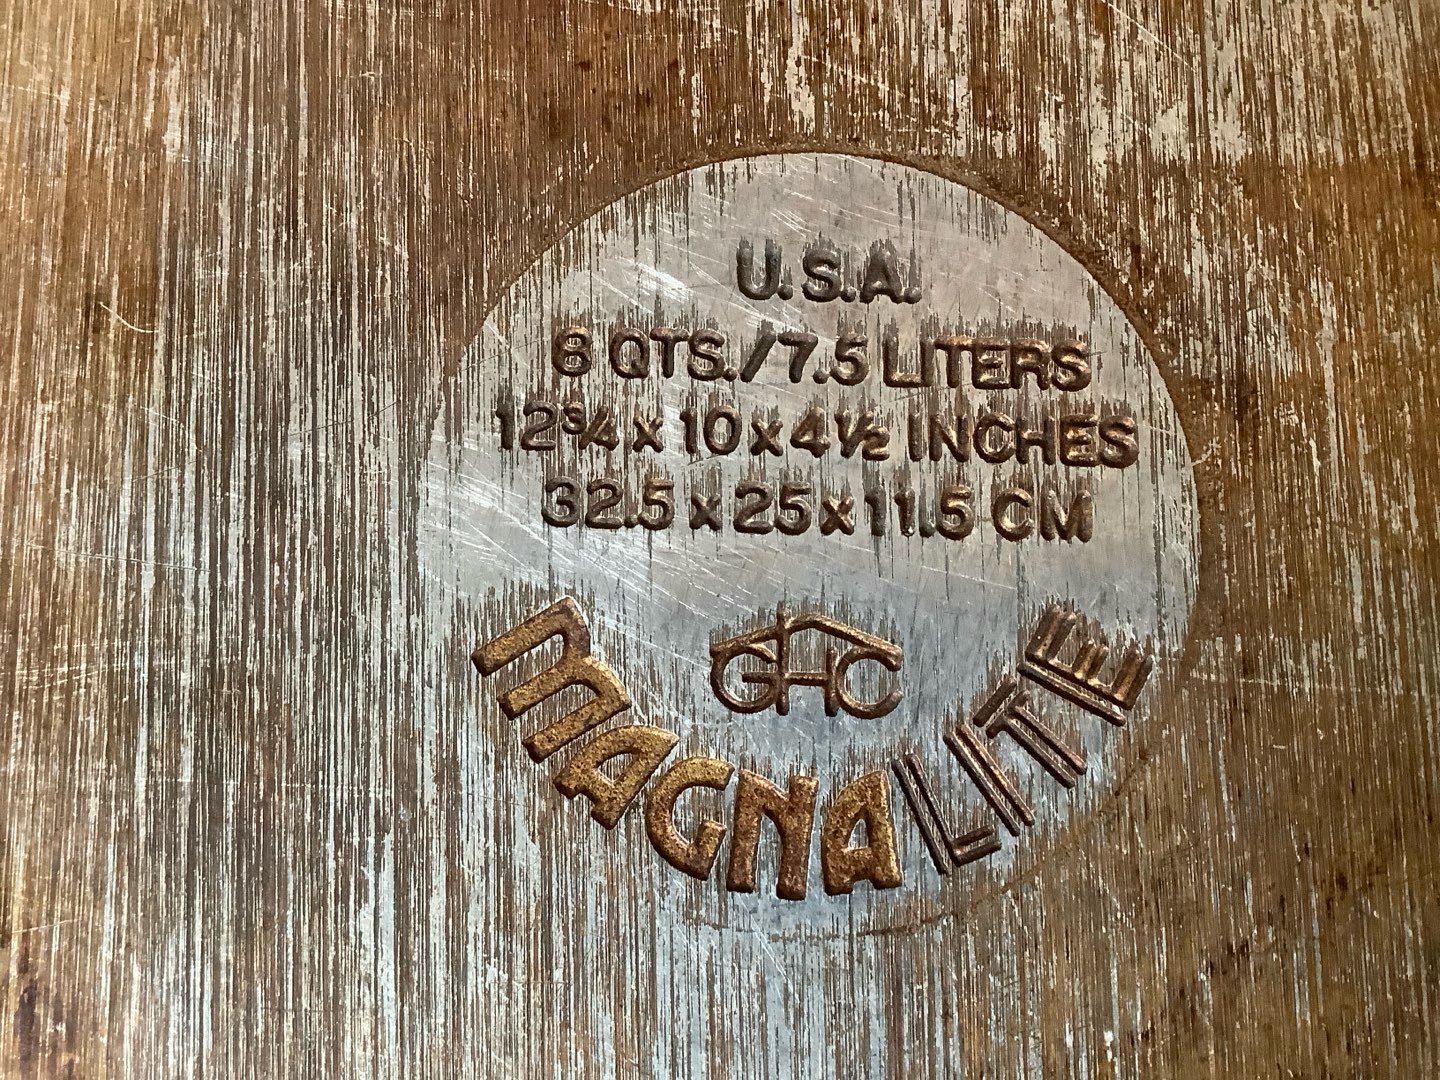 U.S.A.
8 QTS./7.5 LITERS
12¾ x 10 x 4½ INCHES
32.5 x 25 x 11.5 CM
GHC
MAGNALITE